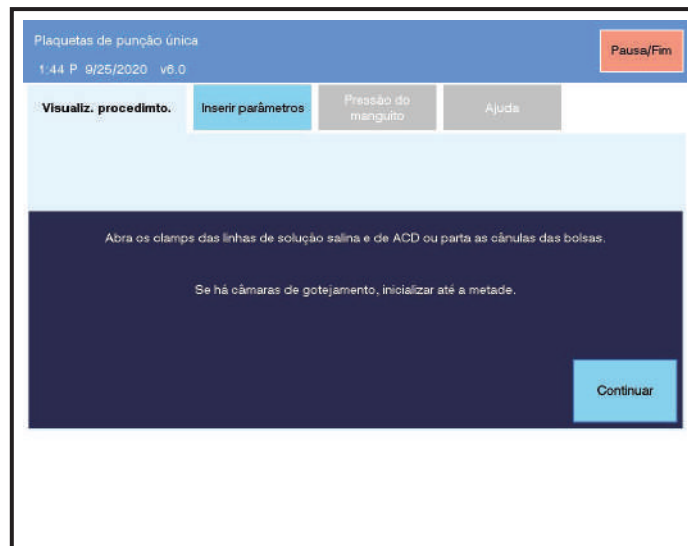 Plaquetas de punção única
Pausa/Fim
1:44 P 9/25/2020 v6.0
Visualiz. procedimto.
Inserir parâmetros
Pressão do
manguito
Ajuda
Abra os clamps das linhas de solução salina e de ACD ou parta as cânulas das bolsas.
Se há câmaras de gotejamento, inicializar até a metade.
Continuar